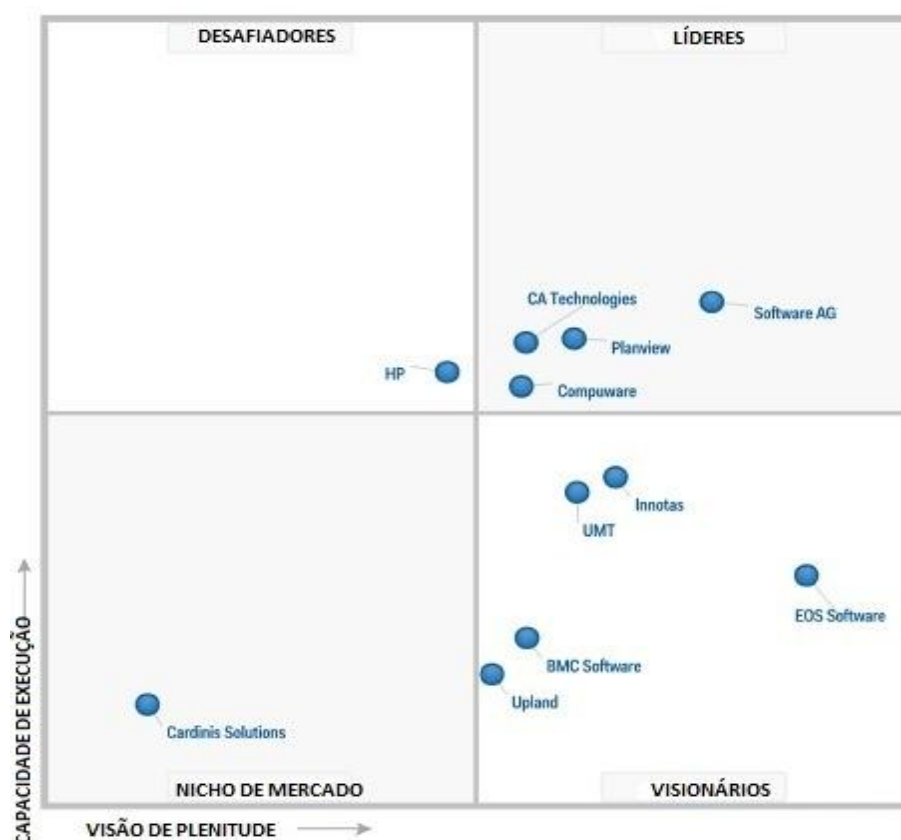 DESAFIADORES
LÍDERES
CA Technologies
Software AG
Planview
HP
Compuware
Innotas
UMT
EOS Software
BMC Software
Upland
Cardinis Solutions
NICHO DE MERCADO
VISIONÁRIOS
CAPACIDADE DE EXECUÇÃO
VISÃO DE PLENITUDE